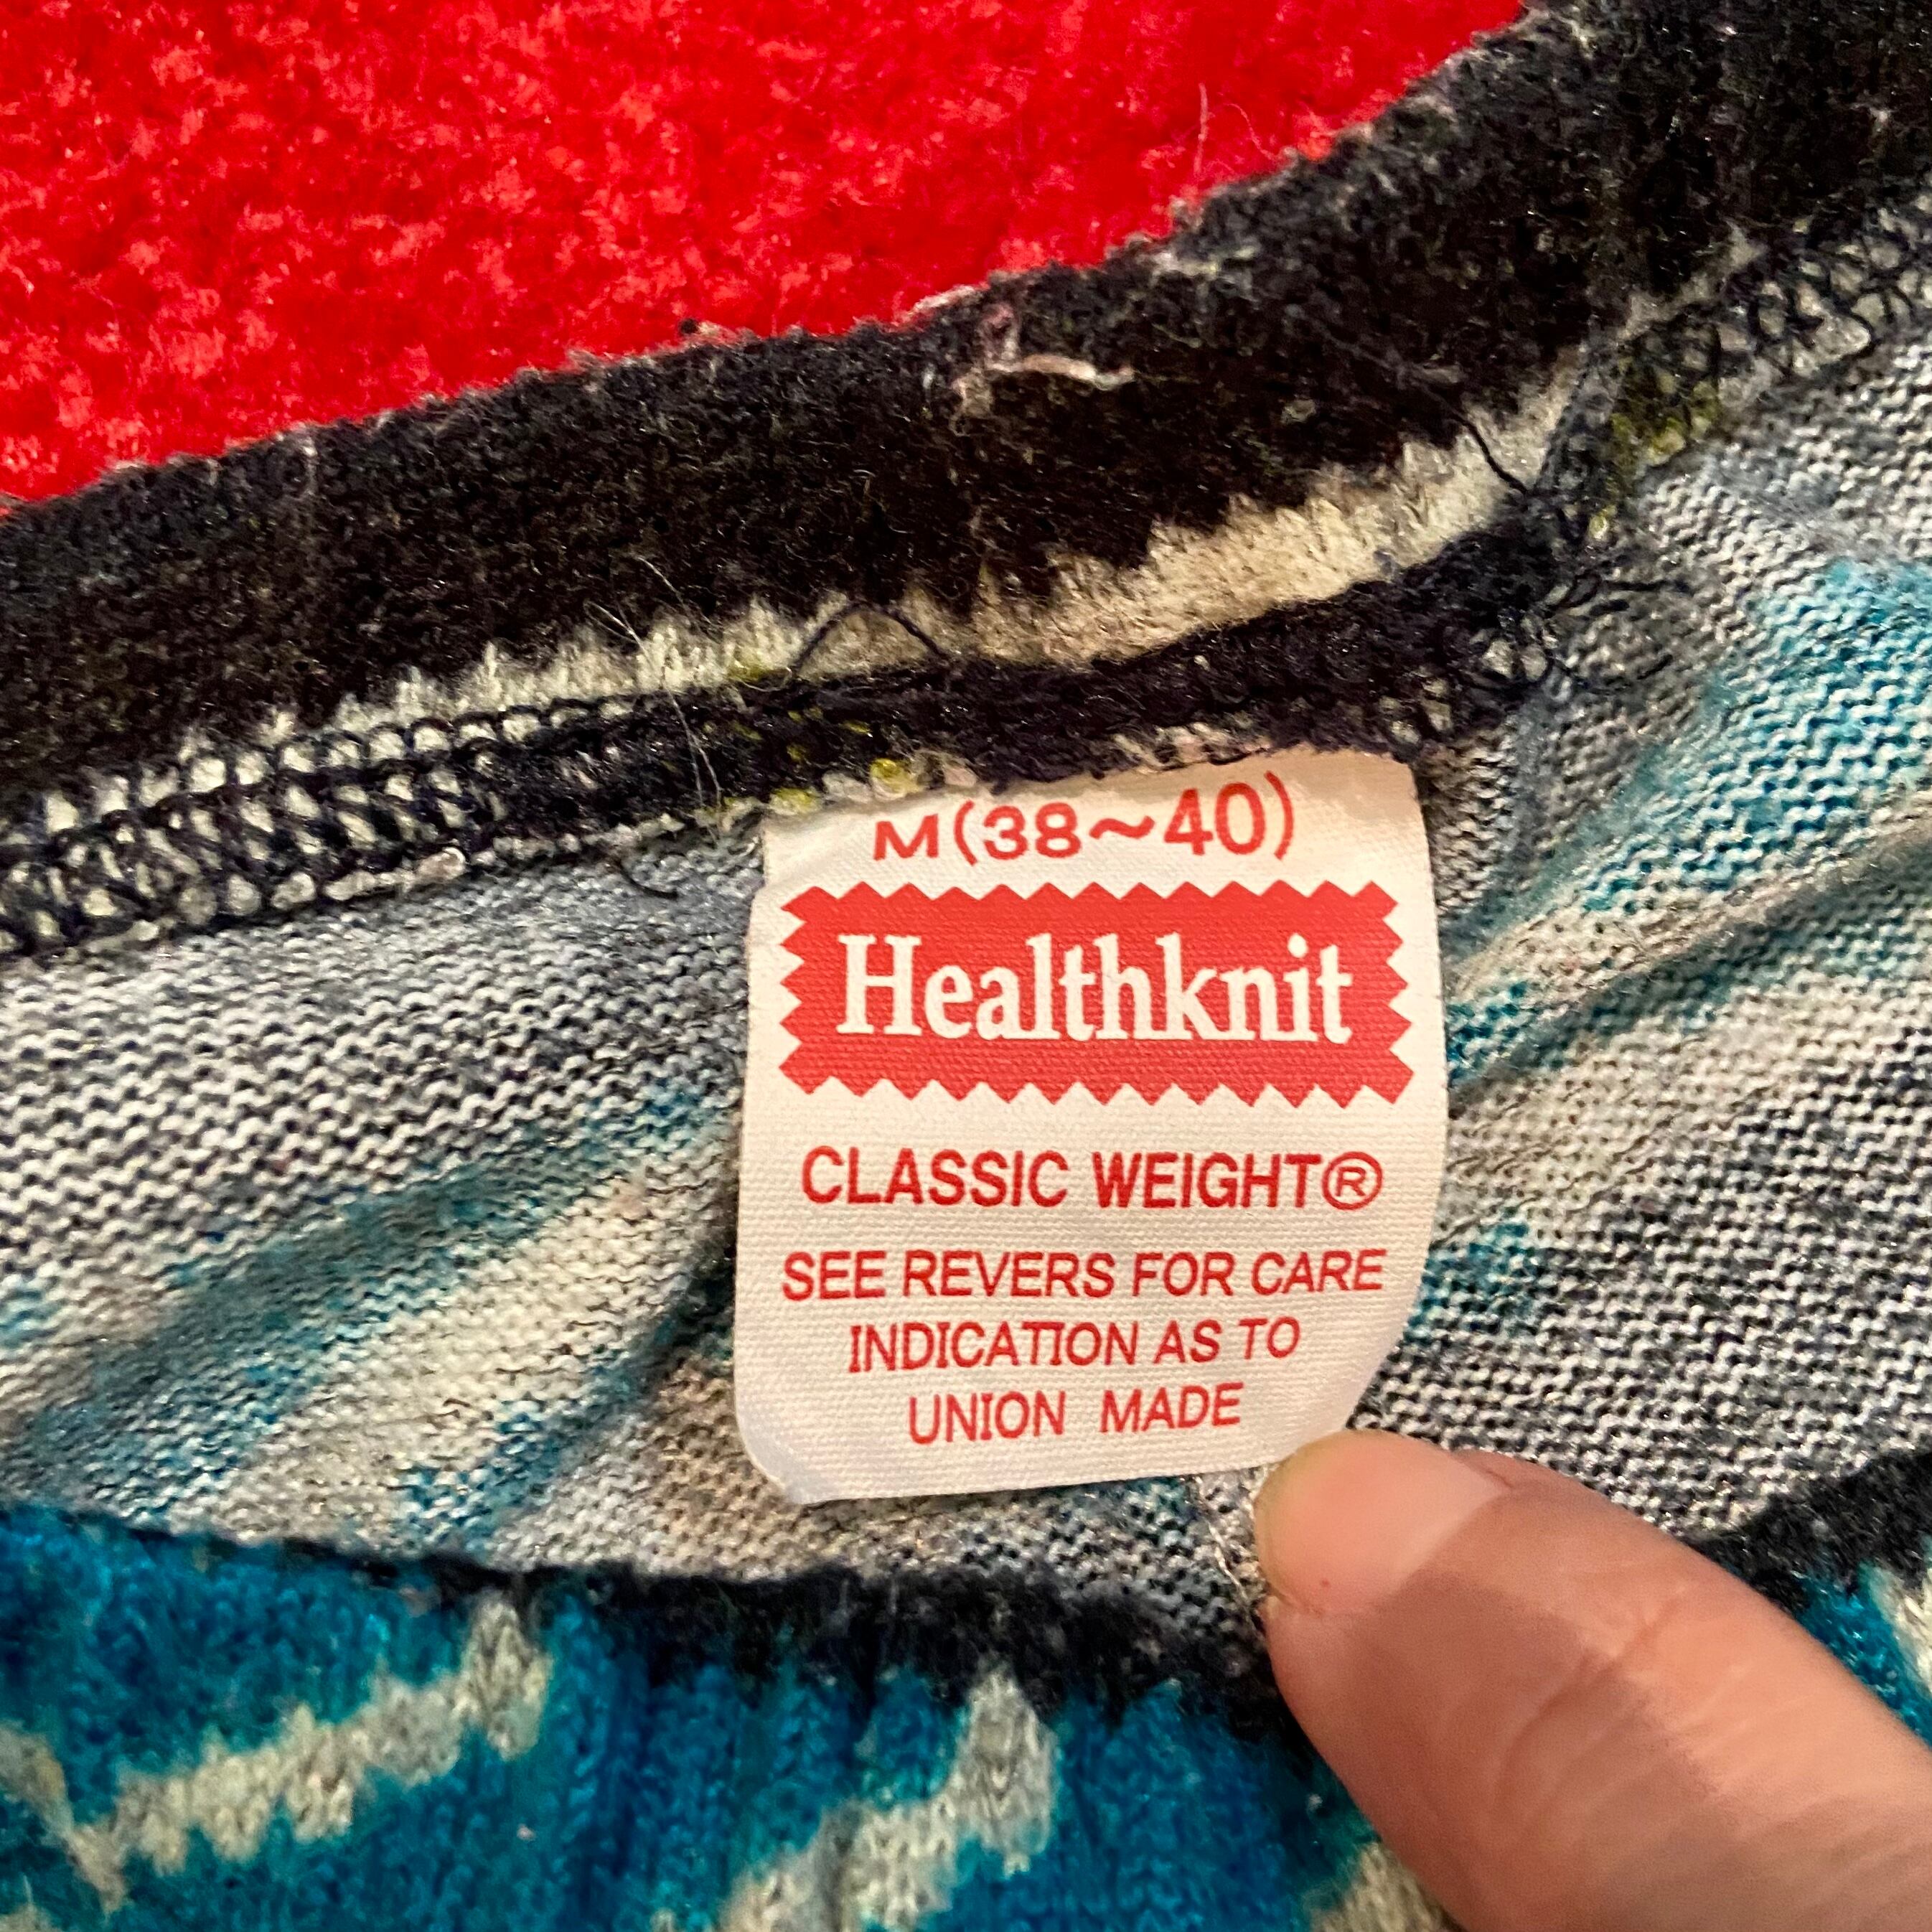 M(38~40)
Healthknit
CLASSIC WEIGHT®
SEE REVERS FOR CARE
INDICATION AS TO
UNION MADE